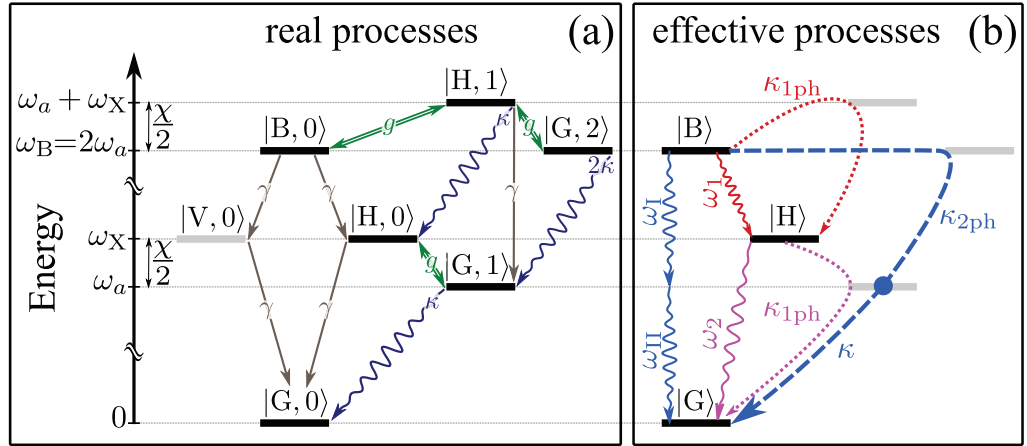 real processes (a)
|H, 1⟩
ωa + ωX
χ/2
κ
g
g
|B, 0⟩
|G, 2⟩
ωB=2ωa
2κ
γ
γ
γ
|V, 0⟩
|H, 0⟩
ωX
χ/2
g
|G, 1⟩
ωa
κ
γ
γ
|G, 0⟩
0
Energy
effective processes (b)
κ1ph
|B⟩
ωI
ω1
κ2ph
|H⟩
κ1ph
ωII
ω2
κ
|G⟩